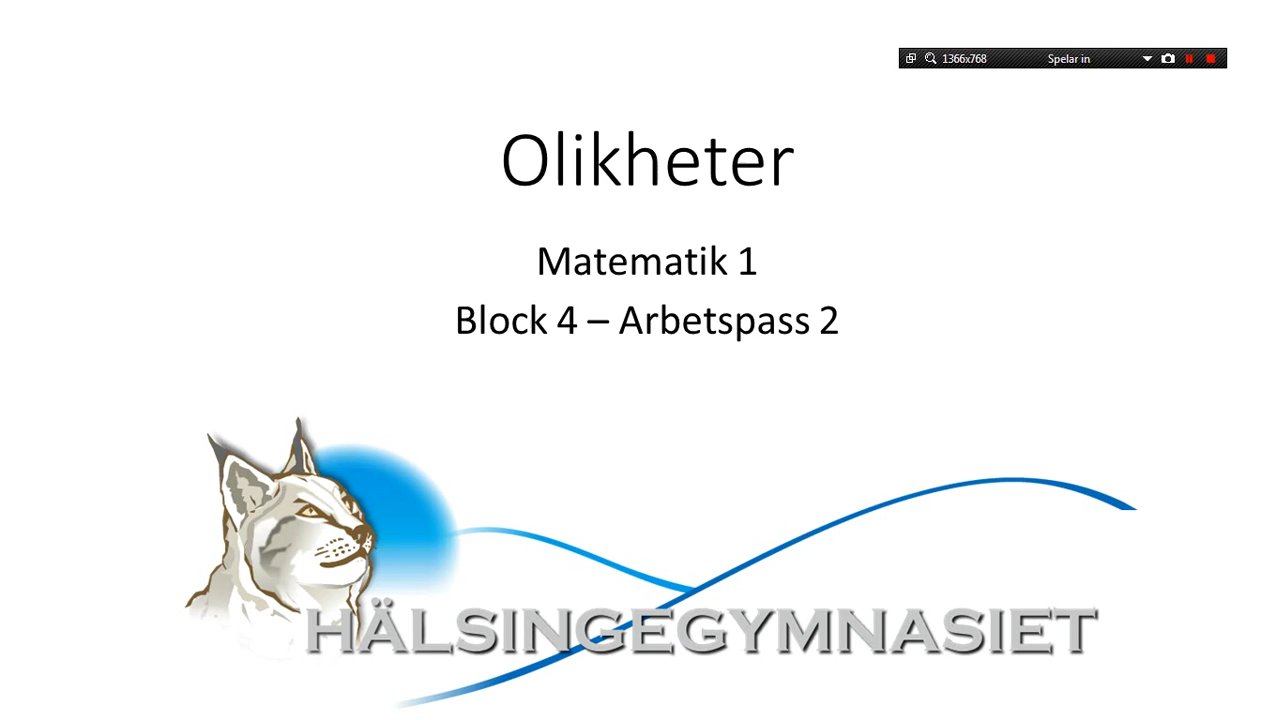 1366x768 Spelar in
Olikheter
Matematik 1
Block 4 – Arbetspass 2
HÄLSINGEGYMNASIET